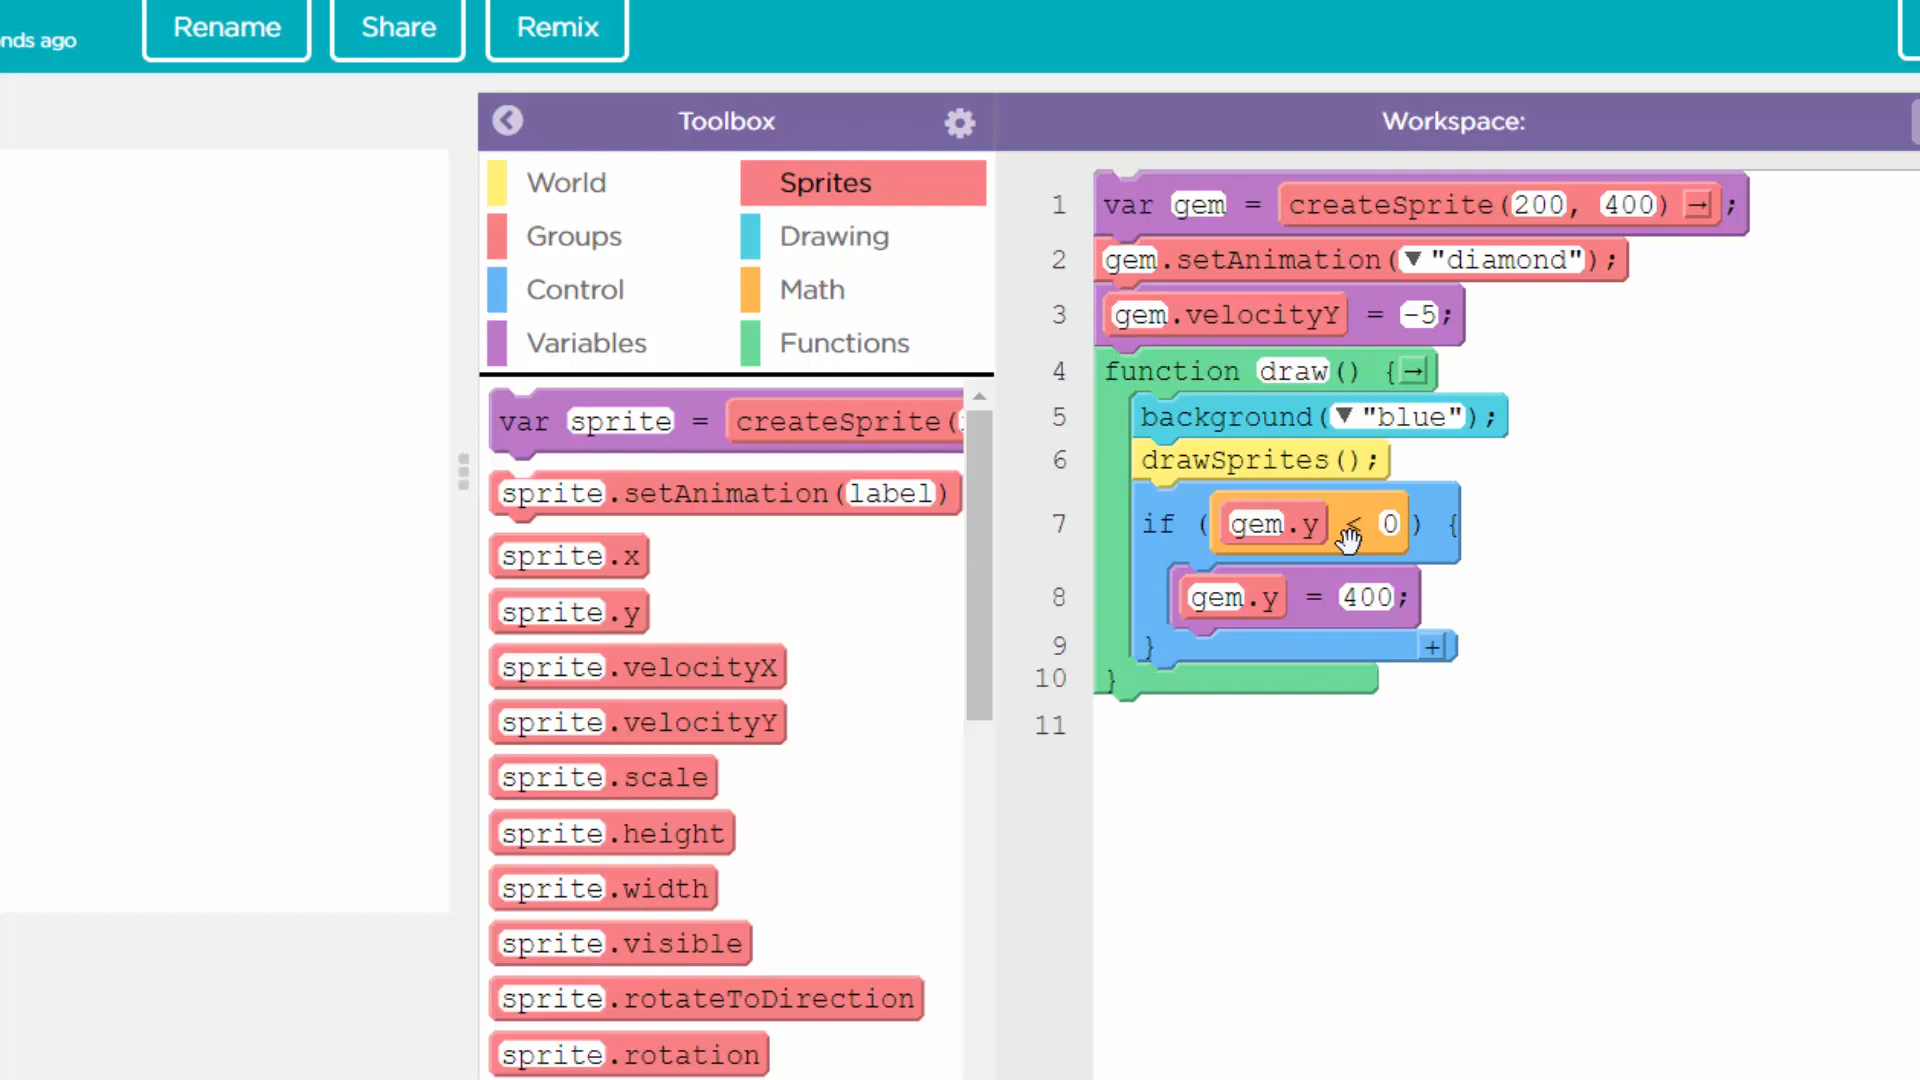 nds ago
Rename
Share
Remix
Toolbox
World
Sprites
Groups
Drawing
Control
Math
Variables
Functions
var sprite = createSprite(
sprite.setAnimation(label)
sprite.x
sprite.y
sprite.velocityX
sprite.velocityY
sprite.scale
sprite.height
sprite.width
sprite.visible
sprite.rotateToDirection
sprite.rotation
Workspace:
1 var gem = createSprite(200, 400) → ;
2 gem.setAnimation( ▼ "diamond");
3 gem.velocityY = -5;
4 function draw() { →
5 background( ▼ "blue");
6 drawSprites();
7 if ( gem.y < 0 ) {
8 gem.y = 400;
9 } +
10 }
11